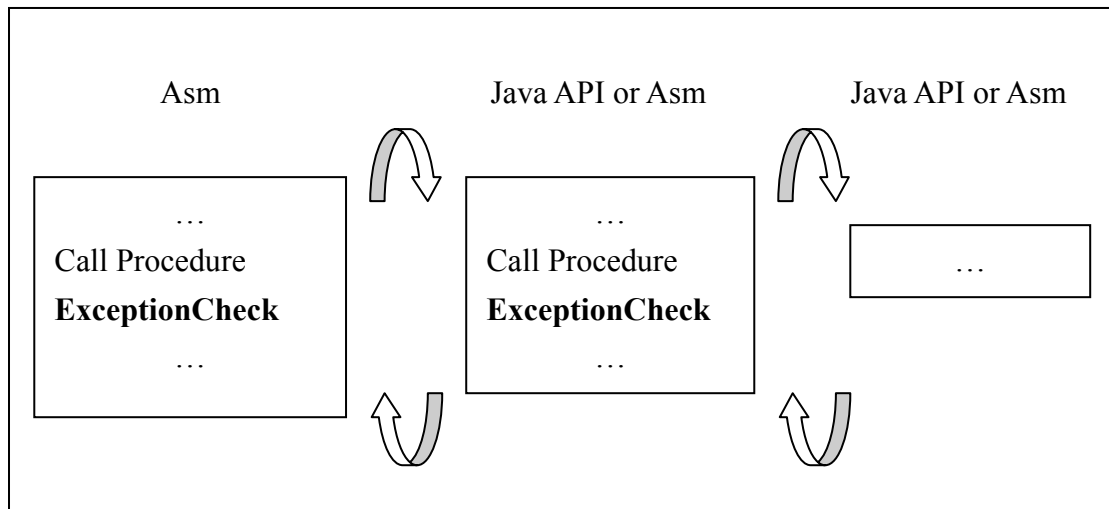 Asm
Java API or Asm
Java API or Asm
…
Call Procedure
ExceptionCheck
…
…
Call Procedure
ExceptionCheck
…
…